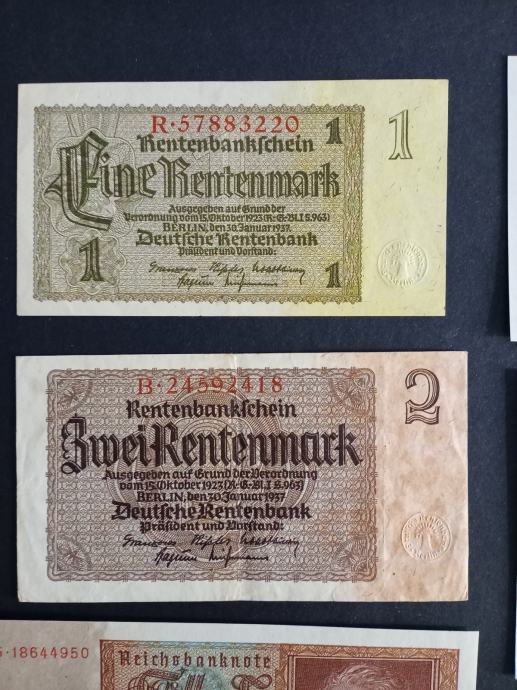 R·57883220
1
Rentenbankschein
1
Eine Rentenmark
Ausgegeben auf Grund der
Verordnung vom 15. Oktober 1923 (R.-G.-Bl. I S. 963)
BERLIN, den 30. Januar 1937.
Deutsche Rentenbank
Präsident und Vorstand:
1
1
B·24592418
2
Rentenbankschein
Zwei Rentenmark
Ausgegeben auf Grund der Verordnung
vom 15. Oktober 1923 (R.-G.-Bl. I S. 963)
BERLIN, den 30. Januar 1937
Deutsche Rentenbank
Präsident und Vorstand:
·18644950
Reichsbanknote